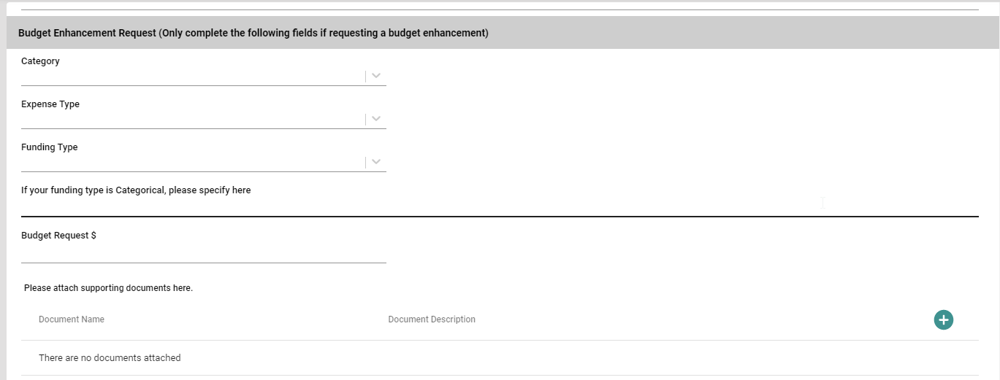 Budget Enhancement Request (Only complete the following fields if requesting a budget enhancement)
Category
Expense Type
Funding Type
If your funding type is Categorical, please specify here
Budget Request $
Please attach supporting documents here.
Document Name Document Description
There are no documents attached